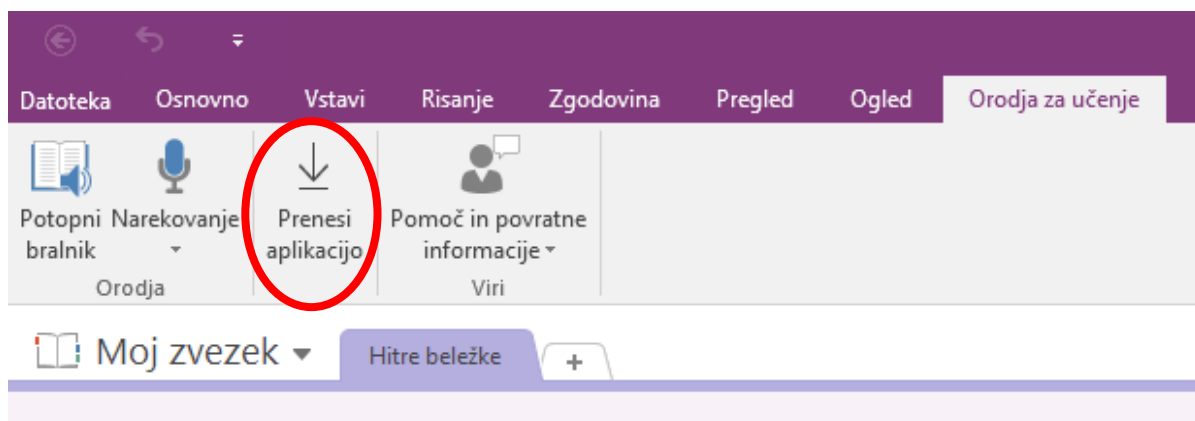 Datoteka Osnovno Vstavi Risanje Zgodovina Pregled Ogled Orodja za učenje
Potopni bralnik
Narekovanje
Prenesi aplikacijo
Pomoč in povratne informacije
Orodja
Viri
Moj zvezek
Hitre beležke
+